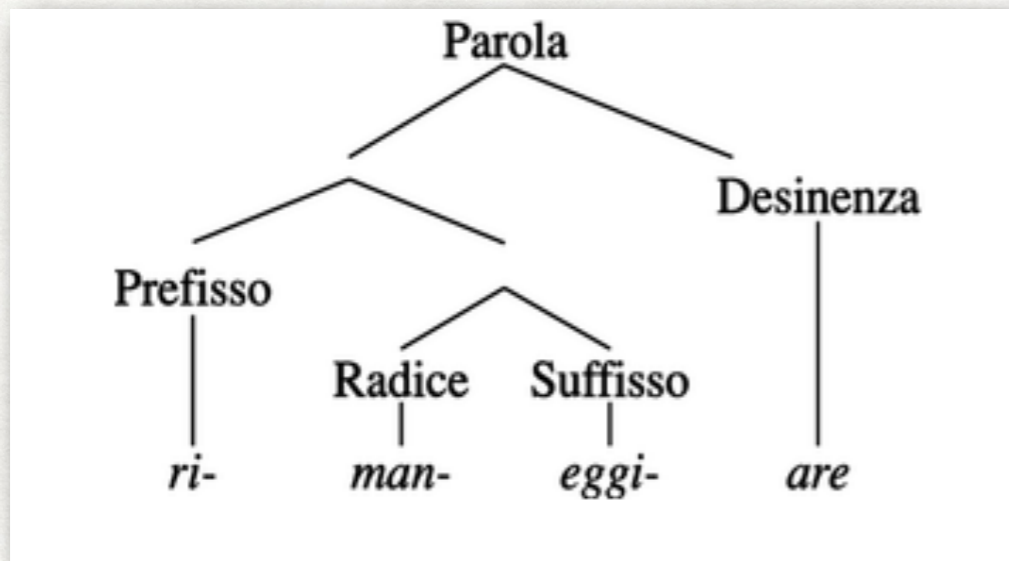 Parola
Desinenza
Prefisso
Radice Suffisso
ri- man- eggi- are